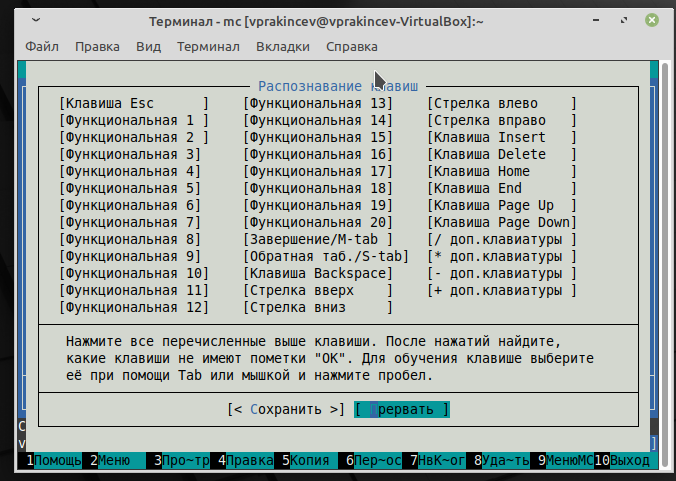 Терминал - mc [vprakincev@vprakincev-VirtualBox]:~
Файл Правка Вид Терминал Вкладки Справка
Распознавание клавиш
[Клавиша Esc ] [Функциональная 13] [Стрелка влево ]
[Функциональная 1 ] [Функциональная 14] [Стрелка вправо ]
[Функциональная 2 ] [Функциональная 15] [Клавиша Insert ]
[Функциональная 3] [Функциональная 16] [Клавиша Delete ]
[Функциональная 4] [Функциональная 17] [Клавиша Home ]
[Функциональная 5] [Функциональная 18] [Клавиша End ]
[Функциональная 6] [Функциональная 19] [Клавиша Page Up ]
[Функциональная 7] [Функциональная 20] [Клавиша Page Down]
[Функциональная 8] [Завершение/M-tab ] [/ доп.клавиатуры ]
[Функциональная 9] [Обратная таб./S-tab] [* доп.клавиатуры ]
[Функциональная 10] [Клавиша Backspace] [- доп.клавиатуры ]
[Функциональная 11] [Стрелка вверх ] [+ доп.клавиатуры ]
[Функциональная 12] [Стрелка вниз ]
Нажмите все перечисленные выше клавиши. После нажатий найдите,
какие клавиши не имеют пометки "OK". Для обучения клавише выберите
её при помощи Tab или мышкой и нажмите пробел.
[< Сохранить >] [ Прервать ]
С
v ]
1Помощь 2Меню 3Про~тр 4Правка 5Копия 6Пер~ос 7НвК~ог 8Уда~ть 9МенюMC 10Выход